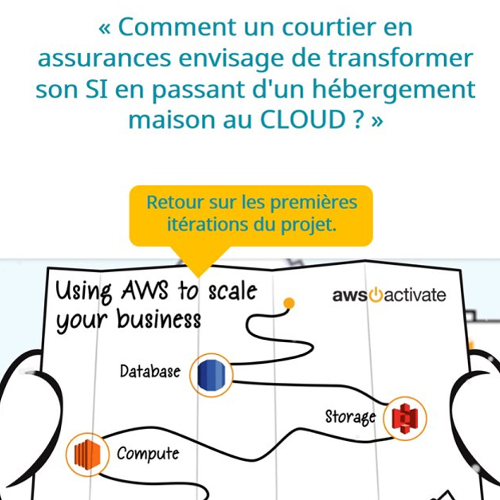 « Comment un courtier en
assurances envisage de transformer
son SI en passant d'un hébergement
maison au CLOUD ? »
Retour sur les premières
itérations du projet.
Using AWS to scale
your business
aws activate
Database
Storage
Compute